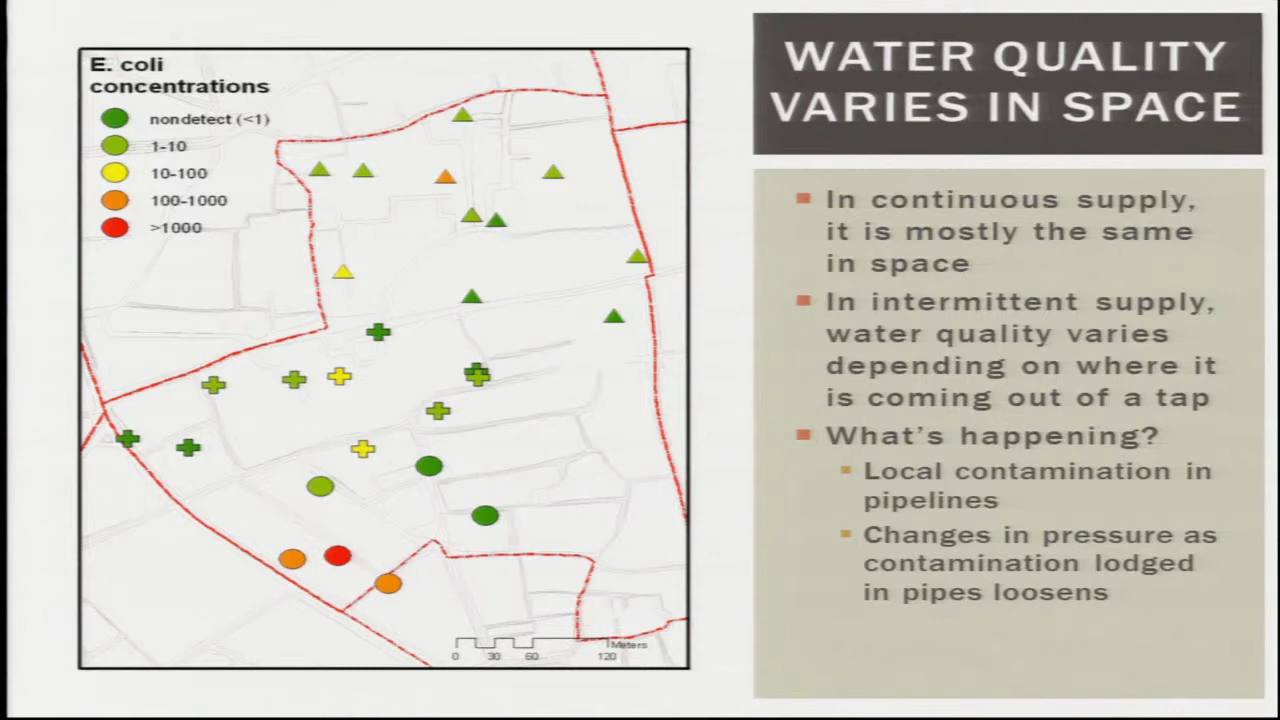 E. coli
concentrations
nondetect (<1)
1-10
10-100
100-1000
>1000
Meters
0 30 60 120
WATER QUALITY
VARIES IN SPACE
In continuous supply,
it is mostly the same
in space
In intermittent supply,
water quality varies
depending on where it
is coming out of a tap
What's happening?
Local contamination in
pipelines
Changes in pressure as
contamination lodged
in pipes loosens